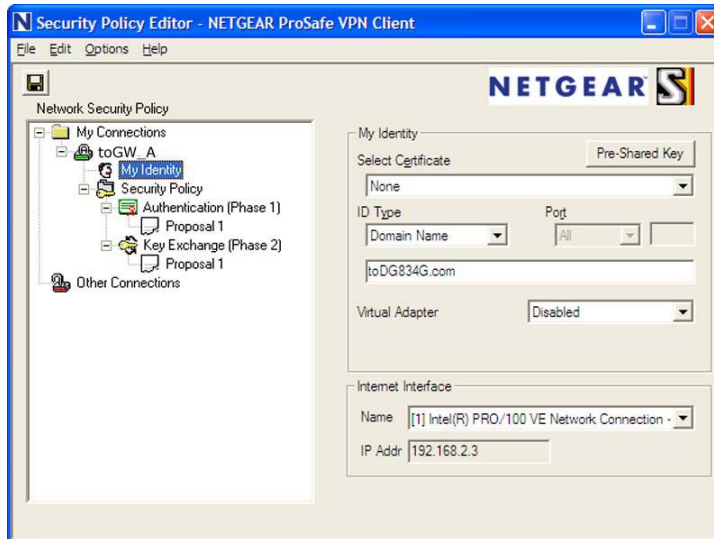 N Security Policy Editor - NETGEAR ProSafe VPN Client
File Edit Options Help
NETGEAR S
Network Security Policy
My Connections
toGW_A
My Identity
Security Policy
Authentication (Phase 1)
Proposal 1
Key Exchange (Phase 2)
Proposal 1
Other Connections
My Identity
Select Certificate
Pre-Shared Key
None
ID Type
Port
Domain Name
All
toDG834G.com
Virtual Adapter
Disabled
Internet Interface
Name
[1] Intel(R) PRO/100 VE Network Connection -
IP Addr
192.168.2.3